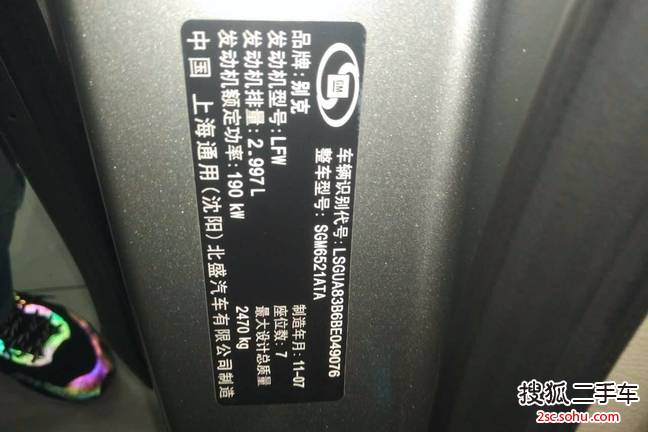 GM
品牌: 别克
车辆识别代号: LSGUA83B6BE049076
发动机型号: LFW
整车型号: SGM6521ATA
发动机排量: 2.997L
制造年月: 11-07
发动机额定功率: 190 kW
座位数: 7
最大设计总质量
2470 kg
中国 上海通用(沈阳)北盛汽车有限公司制造
搜狐二手车
2sc.sohu.com